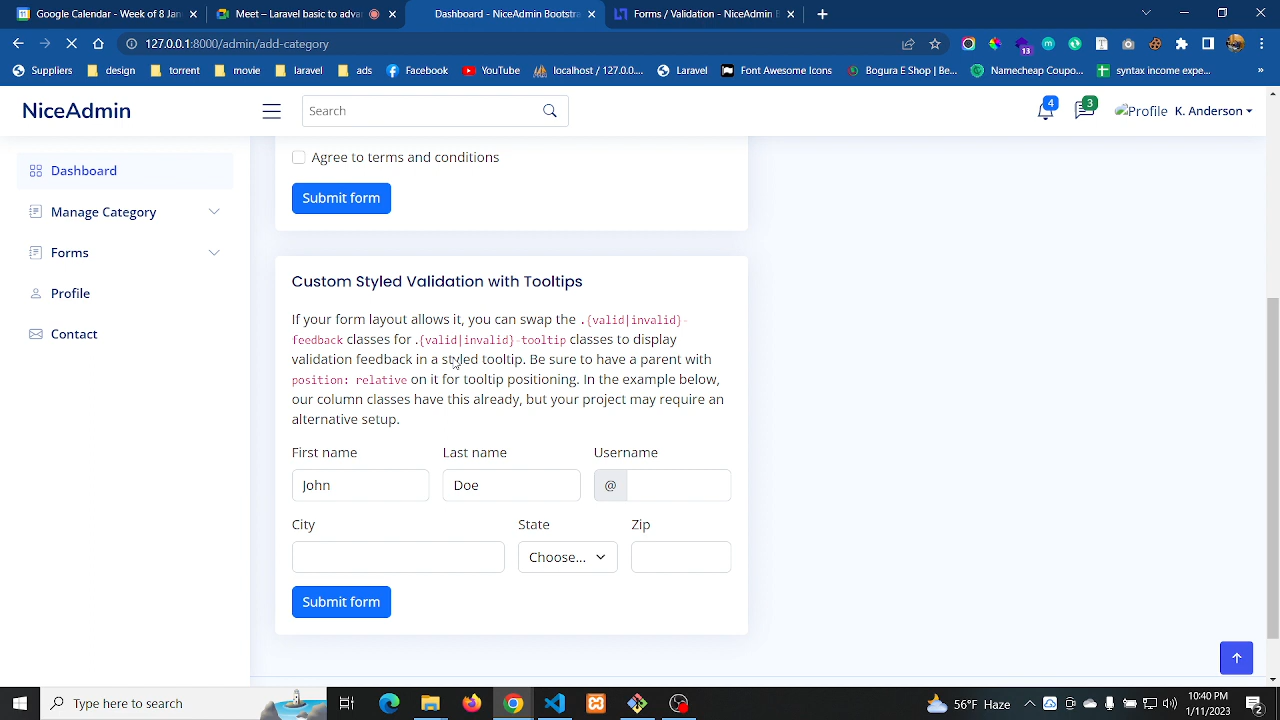 Google Calendar - Week of 8 Jan
Meet – Laravel basic to adva
Dashboard - NiceAdmin Bootstra
Forms / Validation - NiceAdmin B
127.0.0.1:8000/admin/add-category
13
Suppliers
design
torrent
movie
laravel
ads
Facebook
YouTube
localhost / 127.0....
Laravel
Font Awesome Icons
Bogura E Shop | Be...
Namecheap Coupo...
syntax income expe...
NiceAdmin
Search
4
3
Profile
K. Anderson
Dashboard
Manage Category
Forms
Profile
Contact
Agree to terms and conditions
Submit form
Custom Styled Validation with Tooltips
If your form layout allows it, you can swap the .{valid|invalid}-
feedback classes for .{valid|invalid}-tooltip classes to display
validation feedback in a styled tooltip. Be sure to have a parent with
position: relative on it for tooltip positioning. In the example below,
our column classes have this already, but your project may require an
alternative setup.
First name
Last name
Username
John
Doe
@
City
State
Zip
Choose...
Submit form
Type here to search
56°F Haze
10:40 PM
1/11/2023
2